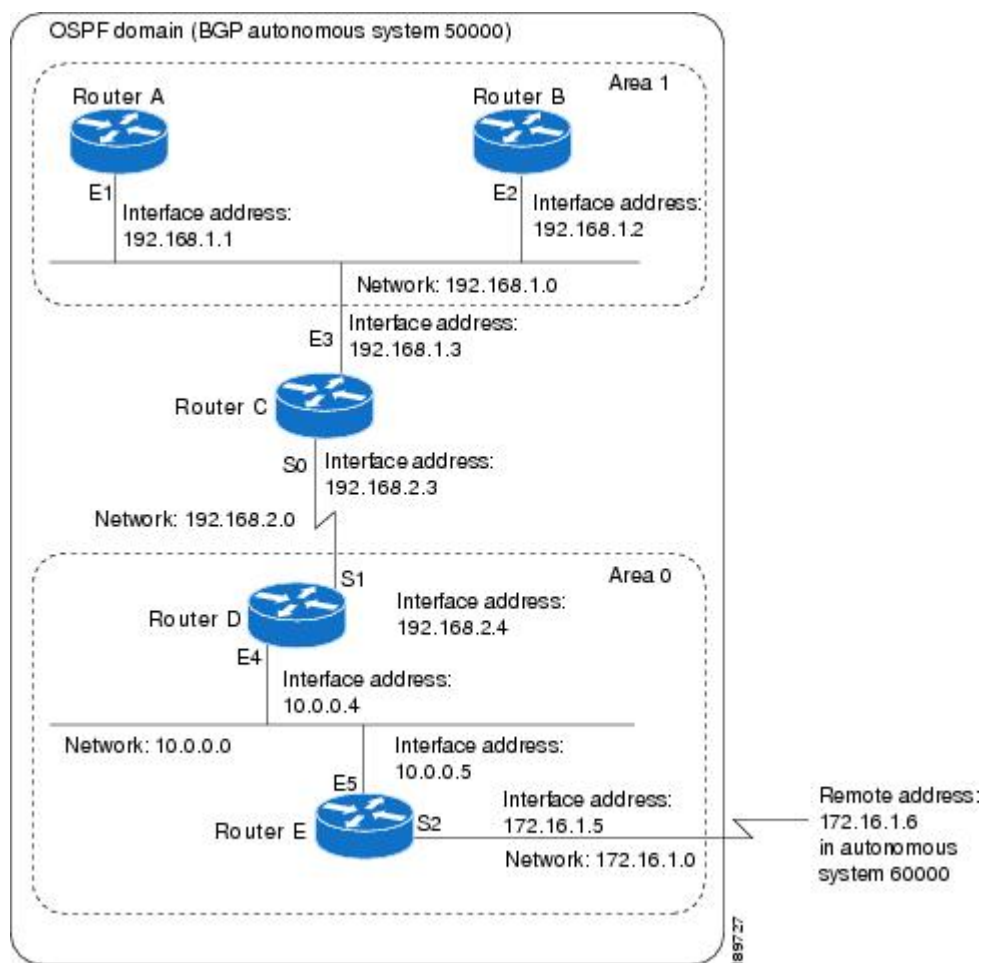 OSPF domain (BGP autonomous system 50000)
Area 1
Router A
Router B
E1
Interface address:
192.168.1.1
E2
Interface address:
192.168.1.2
Network: 192.168.1.0
E3
Interface address:
192.168.1.3
Router C
S0
Interface address:
192.168.2.3
Network: 192.168.2.0
S1
Area 0
Router D
Interface address:
192.168.2.4
E4
Interface address:
10.0.0.4
Network: 10.0.0.0
Interface address:
10.0.0.5
E5
Router E
S2
Interface address:
172.16.1.5
Network: 172.16.1.0
Remote address:
172.16.1.6
in autonomous
system 60000
89727